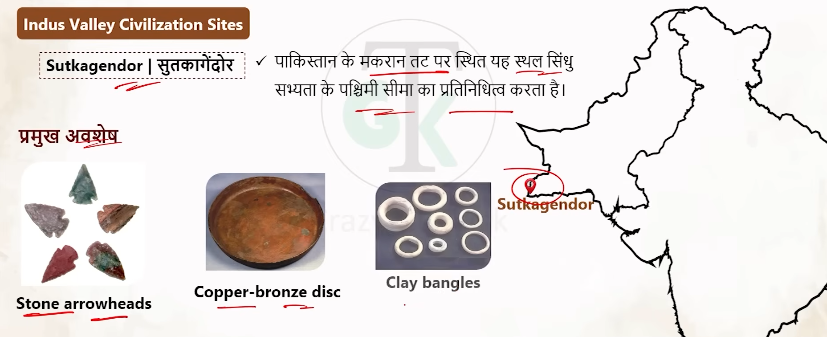 Indus Valley Civilization Sites
Sutkagendor | सुतकागेंदोर
✓ पाकिस्तान के मकरान तट पर स्थित यह स्थल सिंधु
सभ्यता के पश्चिमी सीमा का प्रतिनिधित्व करता है।
प्रमुख अवशेष
Sutkagendor
Stone arrowheads
Copper-bronze disc
Clay bangles